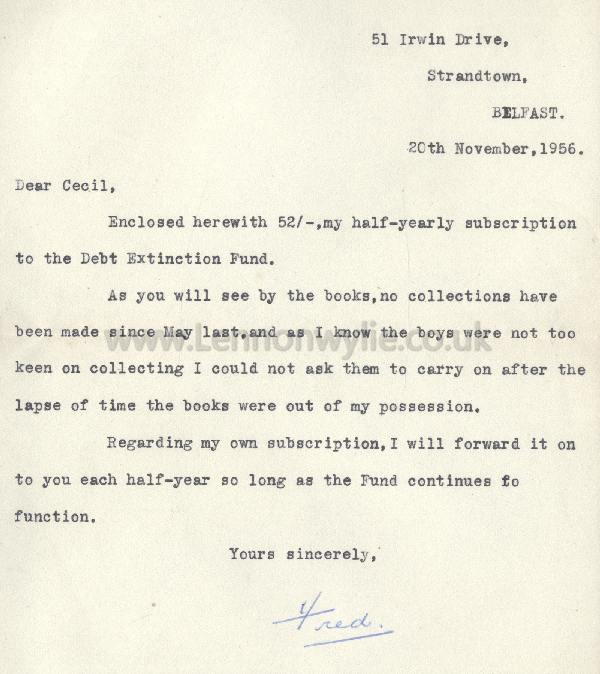 51 Irwin Drive,
Strandtown,
BELFAST.
20th November,1956.
Dear Cecil,
Enclosed herewith 52/-,my half-yearly subscription
to the Debt Extinction Fund.
As you will see by the books,no collections have
been made since May last,and as I know the boys were not too
www.Lennonwylie.co.uk
keen on collecting I could not ask them to carry on after the
lapse of time the books were out of my possession.
Regarding my own subscription,I will forward it on
to you each half-year so long as the Fund continues fo
function.
Yours sincerely,
Fred.